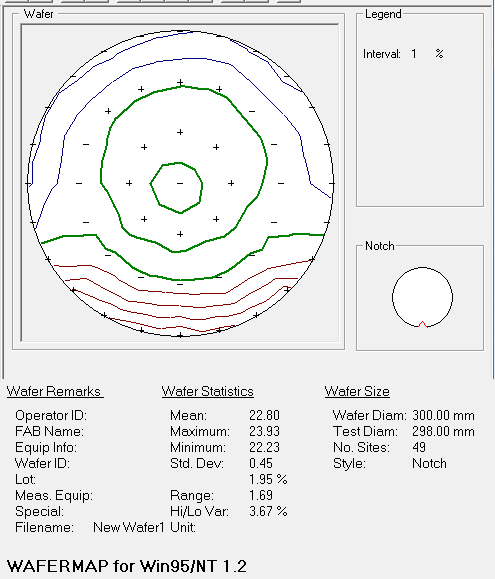 Wafer
Legend
Interval: 1 %
Notch
Wafer Remarks Wafer Statistics Wafer Size
Operator ID: Mean: 22.80 Wafer Diam: 300.00 mm
FAB Name: Maximum: 23.93 Test Diam: 298.00 mm
Equip Info: Minimum: 22.23 No. Sites: 49
Wafer ID: Std. Dev: 0.45 Style: Notch
Lot: 1.95 %
Meas. Equip: Range: 1.69
Special: Hi/Lo Var: 3.67 %
Filename: New Wafer1 Unit:
WAFERMAP for Win95/NT 1.2